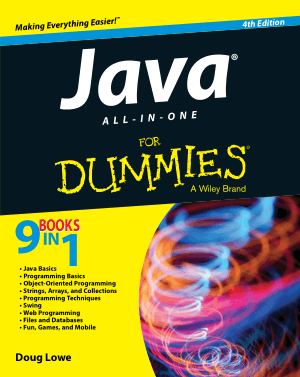 Making Everything Easier!™
4th Edition
Java®
ALL-IN-ONE
FOR
DUMMIES®
A Wiley Brand
9 BOOKS
IN 1
• Java Basics
• Programming Basics
• Object-Oriented Programming
• Strings, Arrays, and Collections
• Programming Techniques
• Swing
• Web Programming
• Files and Databases
• Fun, Games, and Mobile
Doug Lowe